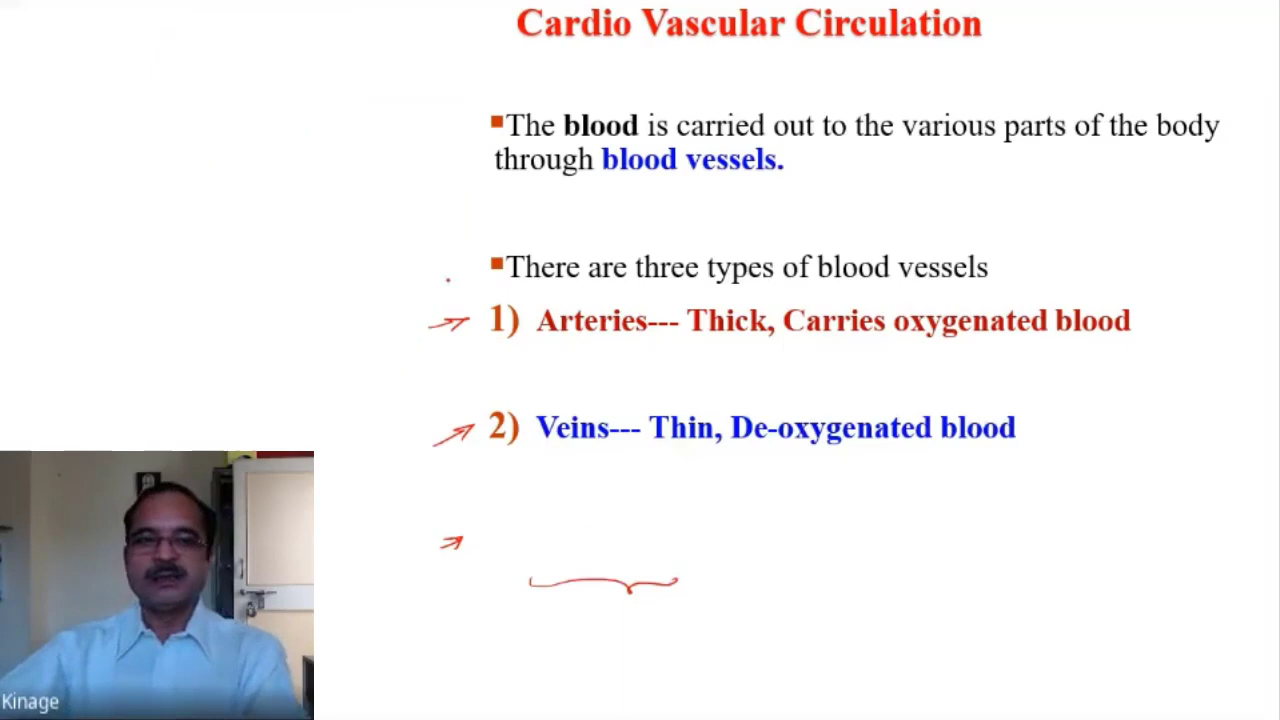 Cardio Vascular Circulation
▪The blood is carried out to the various parts of the body
through blood vessels.
▪There are three types of blood vessels
1) Arteries--- Thick, Carries oxygenated blood
2) Veins--- Thin, De-oxygenated blood
Kinage